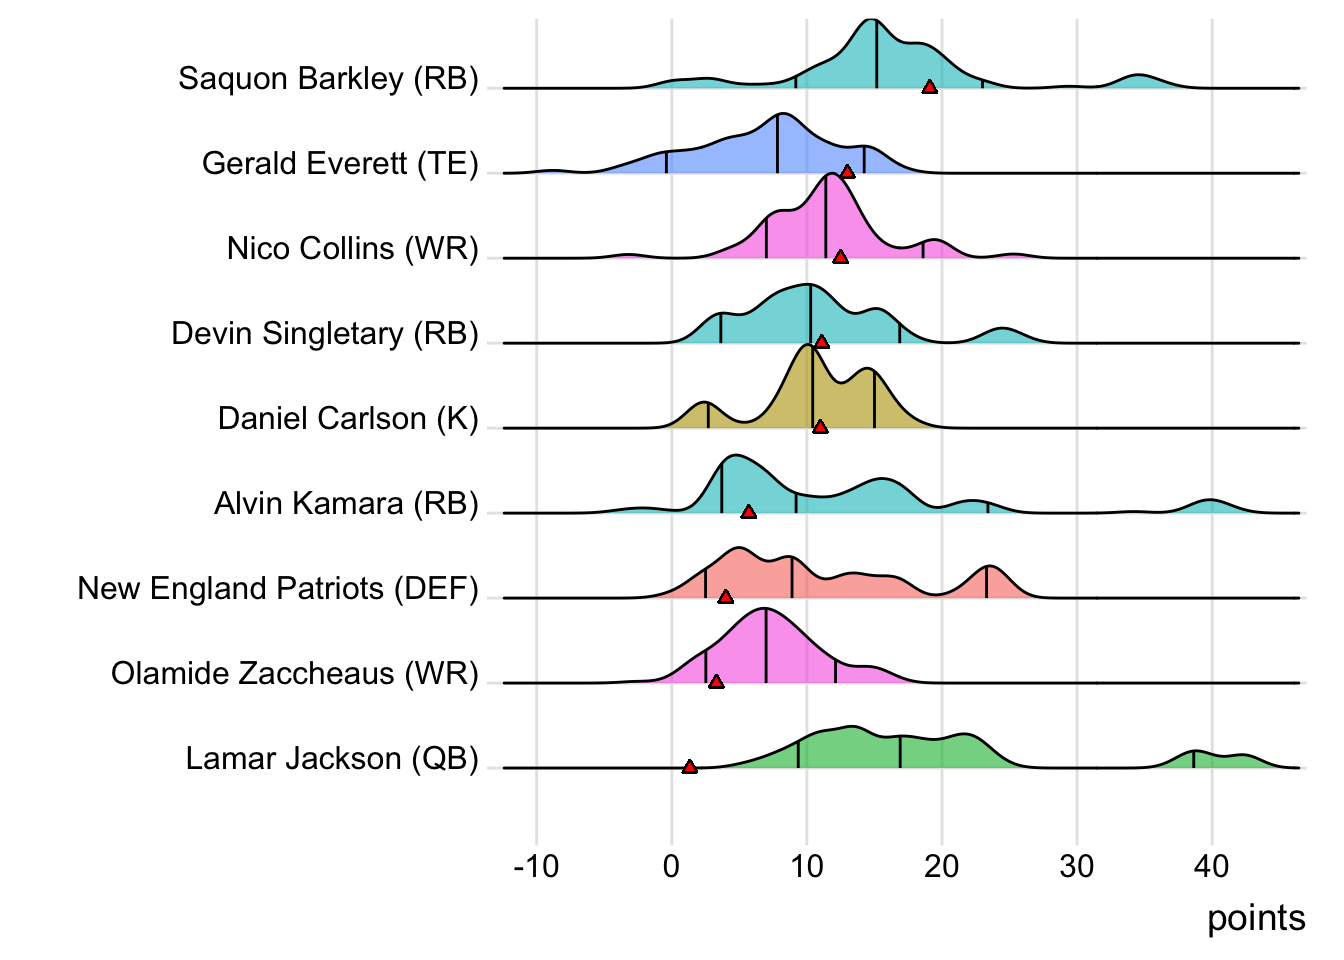 Saquon Barkley (RB)
Gerald Everett (TE)
Nico Collins (WR)
Devin Singletary (RB)
Daniel Carlson (K)
Alvin Kamara (RB)
New England Patriots (DEF)
Olamide Zaccheaus (WR)
Lamar Jackson (QB)
-10 0 10 20 30 40
points